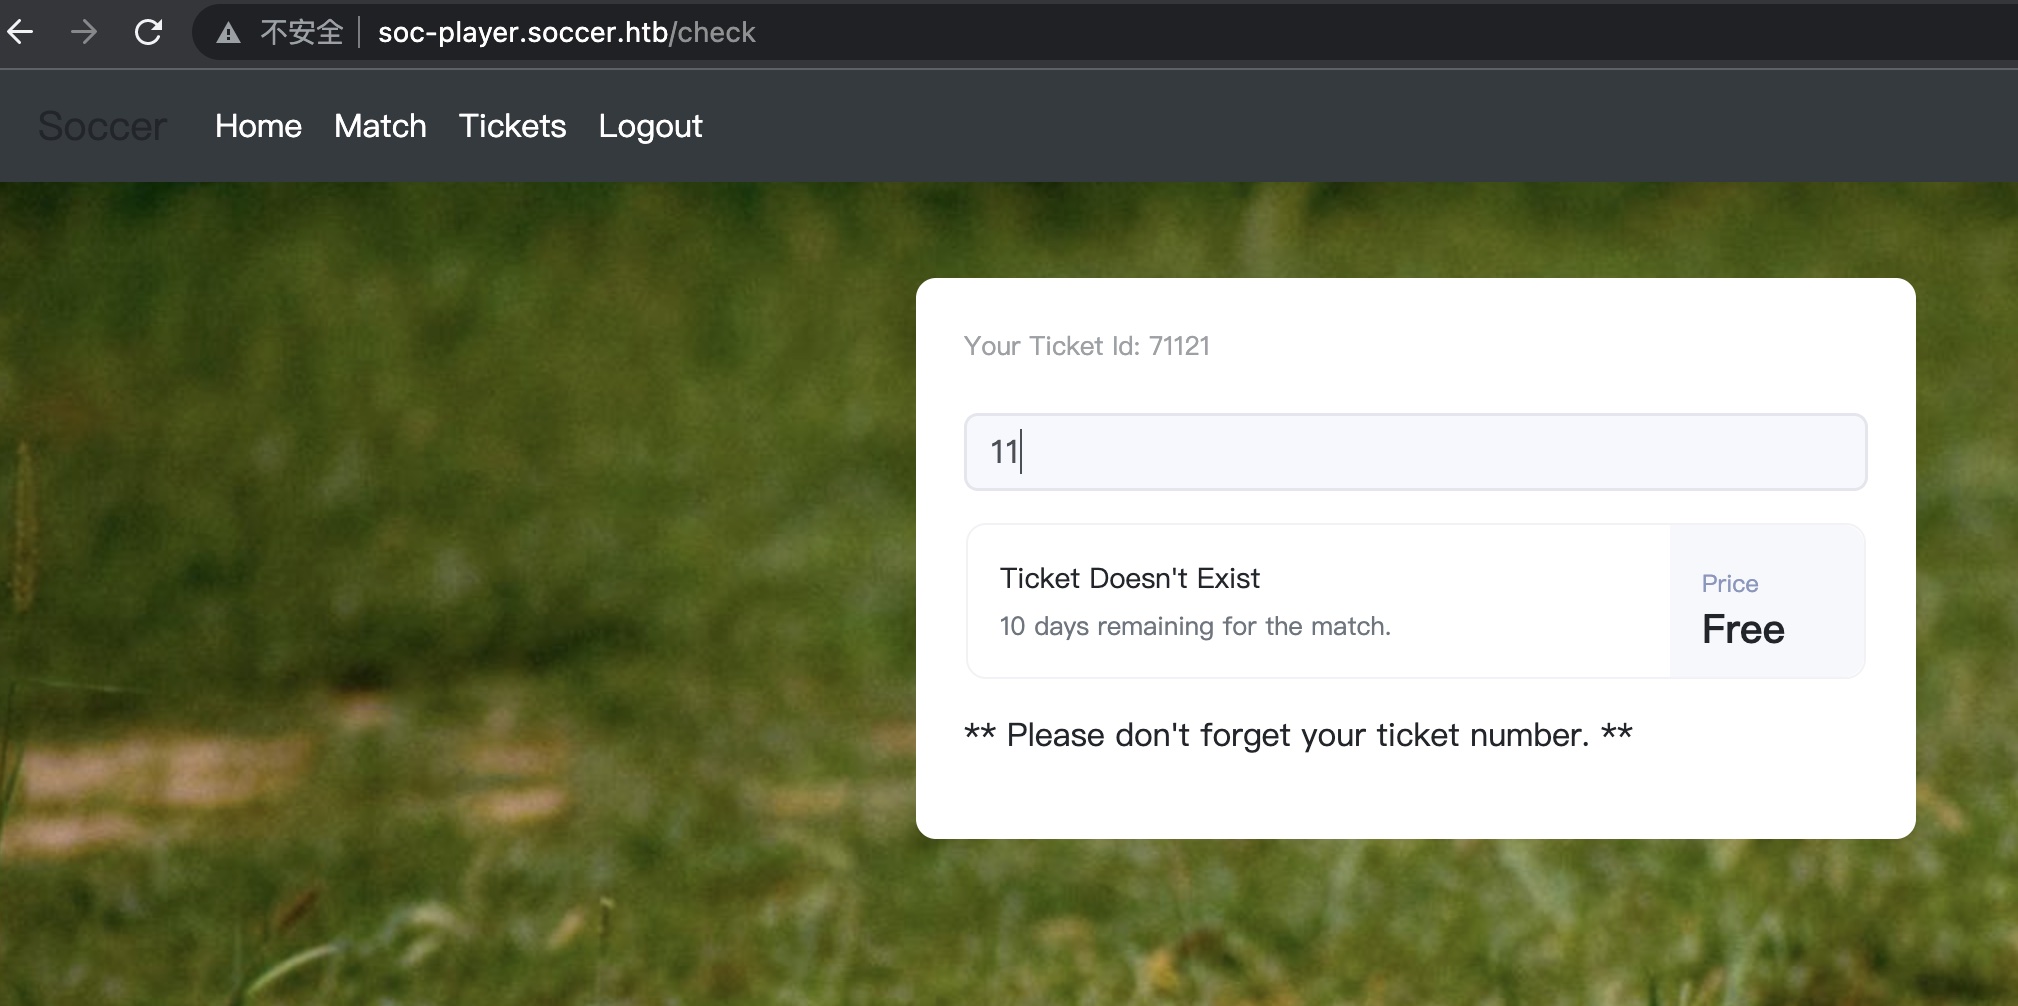 不安全 soc-player.soccer.htb/check
Soccer Home Match Tickets Logout
Your Ticket Id: 71121
11
Ticket Doesn't Exist
10 days remaining for the match.
Price
Free
** Please don't forget your ticket number. **